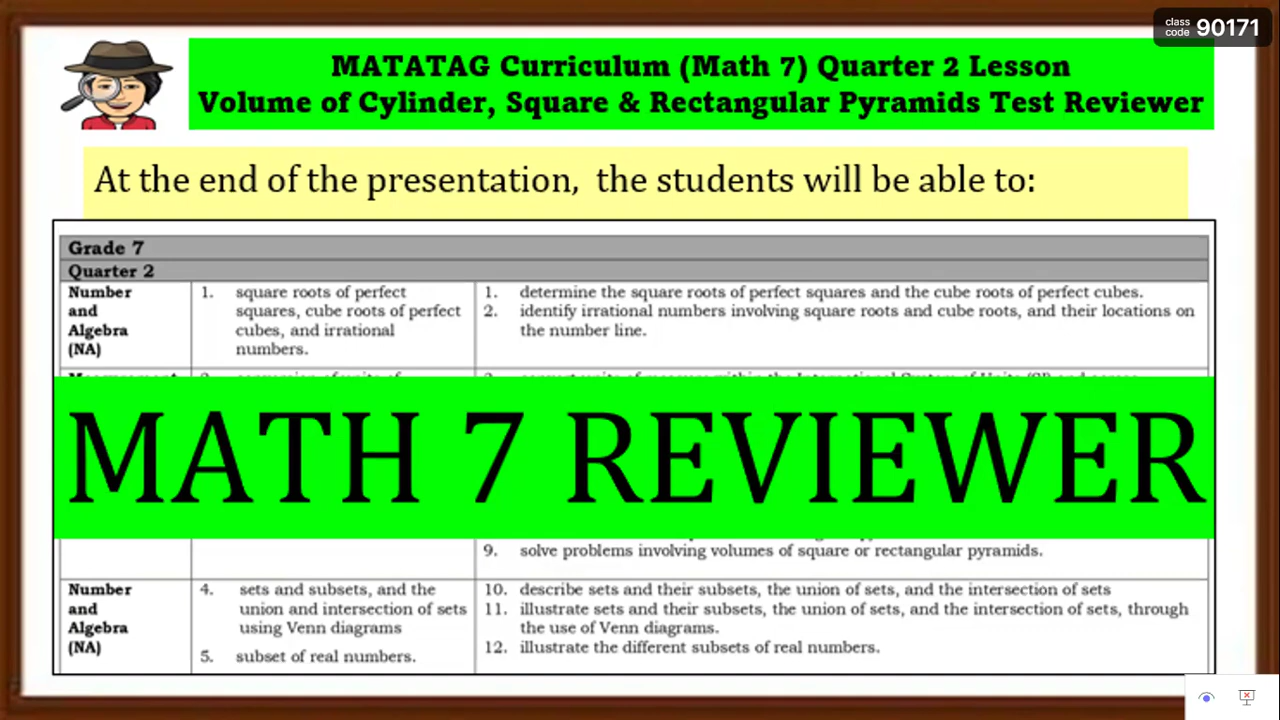 class
code 90171
MATATAG Curriculum (Math 7) Quarter 2 Lesson
Volume of Cylinder, Square & Rectangular Pyramids Test Reviewer
At the end of the presentation, the students will be able to:
Grade 7
Quarter 2
Number
and
Algebra
(NA)
1. square roots of perfect
squares, cube roots of perfect
cubes, and irrational
numbers.
1. determine the square roots of perfect squares and the cube roots of perfect cubes.
2. identify irrational numbers involving square roots and cube roots, and their locations on
the number line.
MATH 7 REVIEWER
9. solve problems involving volumes of square or rectangular pyramids.
Number
and
Algebra
(NA)
4. sets and subsets, and the
union and intersection of sets
using Venn diagrams
5. subset of real numbers.
10. describe sets and their subsets, the union of sets, and the intersection of sets
11. illustrate sets and their subsets, the union of sets, and the intersection of sets, through
the use of Venn diagrams.
12. illustrate the different subsets of real numbers.